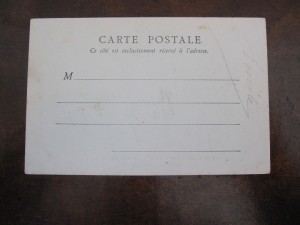 CARTE POSTALE
Ce côté est exclusivement réservé à l'adresse.
M